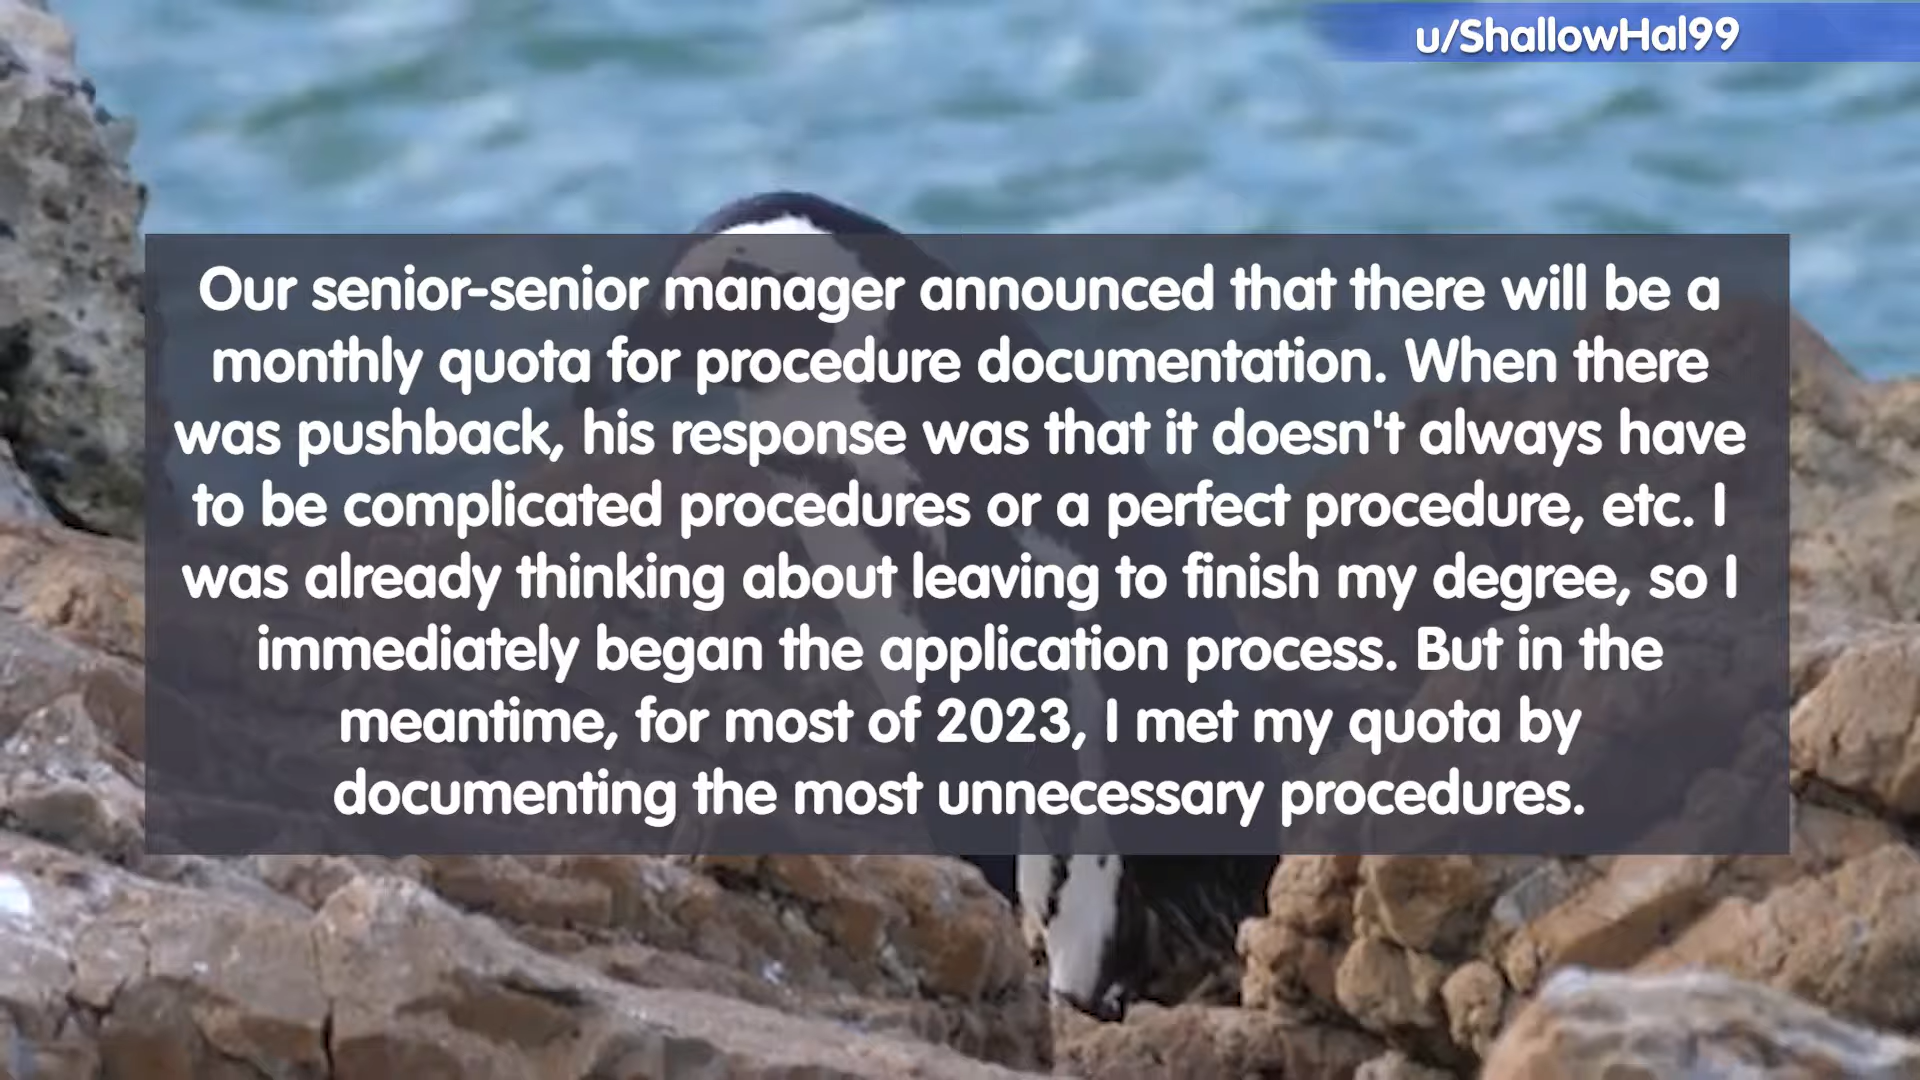 u/ShallowHal99
Our senior-senior manager announced that there will be a
monthly quota for procedure documentation. When there
was pushback, his response was that it doesn't always have
to be complicated procedures or a perfect procedure, etc. I
was already thinking about leaving to finish my degree, so I
immediately began the application process. But in the
meantime, for most of 2023, I met my quota by
documenting the most unnecessary procedures.